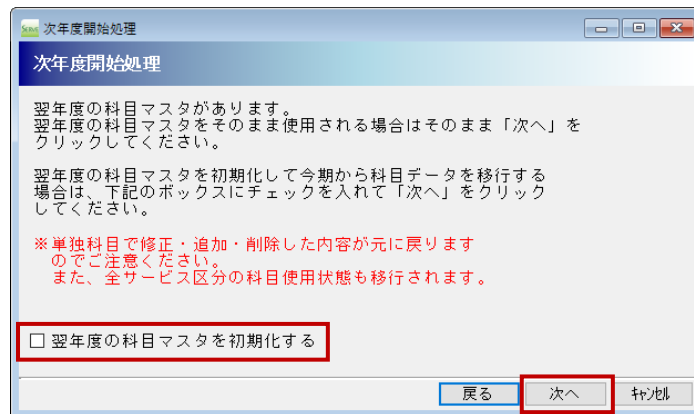 次年度開始処理
次年度開始処理
翌年度の科目マスタがあります。
翌年度の科目マスタをそのまま使用される場合はそのまま「次へ」を
クリックしてください。
翌年度の科目マスタを初期化して今期から科目データを移行する
場合は、下記のボックスにチェックを入れて「次へ」をクリック
してください。
※単独科目で修正・追加・削除した内容が元に戻ります
のでご注意ください。
また、全サービス区分の科目使用状態も移行されます。
翌年度の科目マスタを初期化する
戻る 次へ ｷｬﾝｾﾙ